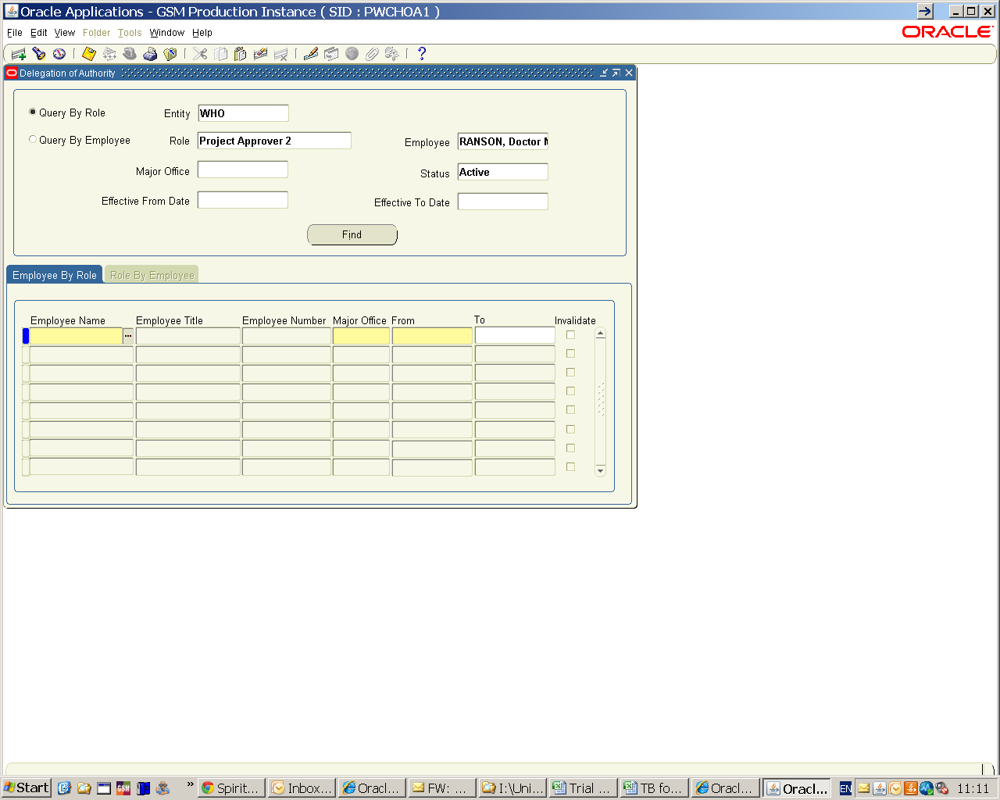 Oracle Applications - GSM Production Instance ( SID : PWCHOA1 )
File Edit View Folder Tools Window Help
ORACLE
Delegation of Authority
Query By Role Entity WHO
Query By Employee Role Project Approver 2 Employee RANSON, Doctor
Major Office Status Active
Effective From Date Effective To Date
Find
Employee By Role Role By Employee
Employee Name Employee Title Employee Number Major Office From To Invalidate
Start GSM » Spirit... Inbox... Oracl... FW: ... I:\Uni... Trial ... TB fo... Oracl... Oracl... EN 11:11